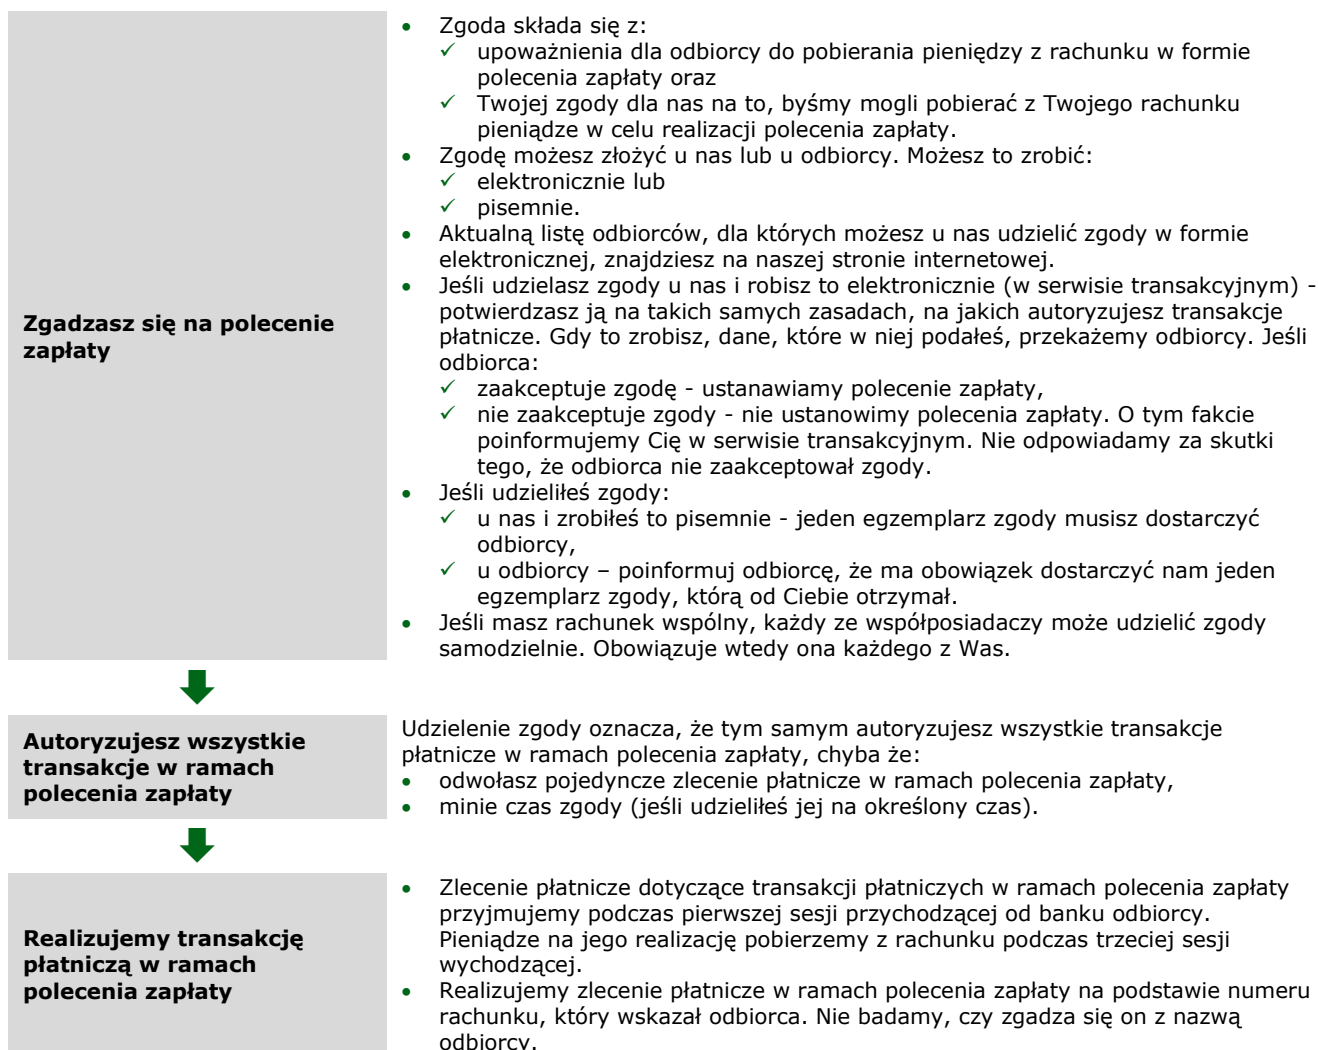 Zgadzasz się na polecenie
zapłaty
• Zgoda składa się z:
✓ upoważnienia dla odbiorcy do pobierania pieniędzy z rachunku w formie
polecenia zapłaty oraz
✓ Twojej zgody dla nas na to, byśmy mogli pobierać z Twojego rachunku
pieniądze w celu realizacji polecenia zapłaty.
• Zgodę możesz złożyć u nas lub u odbiorcy. Możesz to zrobić:
✓ elektronicznie lub
✓ pisemnie.
• Aktualną listę odbiorców, dla których możesz u nas udzielić zgody w formie
elektronicznej, znajdziesz na naszej stronie internetowej.
• Jeśli udzielasz zgody u nas i robisz to elektronicznie (w serwisie transakcyjnym) -
potwierdzasz ją na takich samych zasadach, na jakich autoryzujesz transakcje
płatnicze. Gdy to zrobisz, dane, które w niej podałeś, przekażemy odbiorcy. Jeśli
odbiorca:
✓ zaakceptuje zgodę - ustanawiamy polecenie zapłaty,
✓ nie zaakceptuje zgody - nie ustanowimy polecenia zapłaty. O tym fakcie
poinformujemy Cię w serwisie transakcyjnym. Nie odpowiadamy za skutki
tego, że odbiorca nie zaakceptował zgody.
• Jeśli udzieliłeś zgody:
✓ u nas i zrobiłeś to pisemnie - jeden egzemplarz zgody musisz dostarczyć
odbiorcy,
✓ u odbiorcy – poinformuj odbiorcę, że ma obowiązek dostarczyć nam jeden
egzemplarz zgody, którą od Ciebie otrzymał.
• Jeśli masz rachunek wspólny, każdy ze współposiadaczy może udzielić zgody
samodzielnie. Obowiązuje wtedy ona każdego z Was.
Autoryzujesz wszystkie
transakcje w ramach
polecenia zapłaty
Udzielenie zgody oznacza, że tym samym autoryzujesz wszystkie transakcje
płatnicze w ramach polecenia zapłaty, chyba że:
• odwołasz pojedyncze zlecenie płatnicze w ramach polecenia zapłaty,
• minie czas zgody (jeśli udzieliłeś jej na określony czas).
Realizujemy transakcję
płatniczą w ramach
polecenia zapłaty
• Zlecenie płatnicze dotyczące transakcji płatniczych w ramach polecenia zapłaty
przyjmujemy podczas pierwszej sesji przychodzącej od banku odbiorcy.
Pieniądze na jego realizację pobierzemy z rachunku podczas trzeciej sesji
wychodzącej.
• Realizujemy zlecenie płatnicze w ramach polecenia zapłaty na podstawie numeru
rachunku, który wskazał odbiorca. Nie badamy, czy zgadza się on z nazwą
odbiorcy.